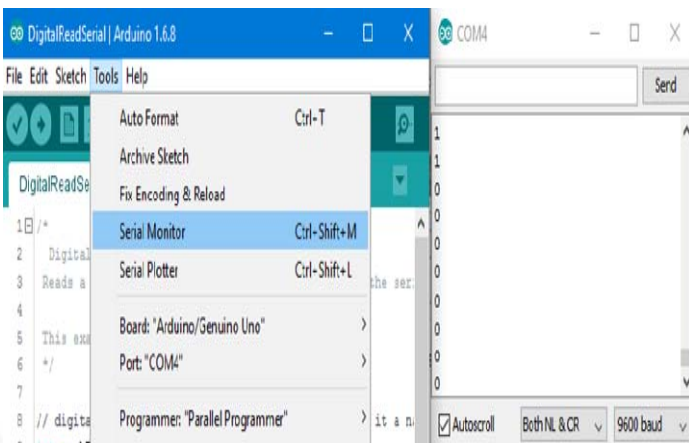 DigitalReadSerial | Arduino 1.6.8
File Edit Sketch Tools Help
Auto Format Ctrl-T
Archive Sketch
Fix Encoding & Reload
Serial Monitor Ctrl-Shift+M
Serial Plotter Ctrl-Shift+L
Board: "Arduino/Genuino Uno"
Port: "COM4"
Programmer: "Parallel Programmer"
DigitalReadSe
1 /*
2 Digital
3 Reads a the ser
4
5 This exa
6 */
7
8 // digita it a n
COM4
Send
1
1
0
0
0
0
0
0
0
0
Autoscroll Both NL & CR 9600 baud